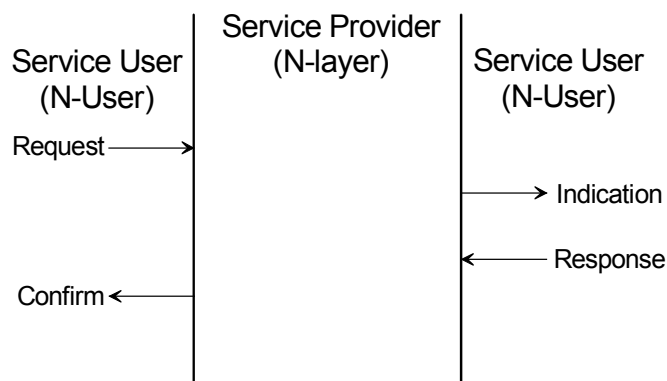 Service Provider
(N-layer)
Service User
(N-User)
Service User
(N-User)
Request
Indication
Response
Confirm